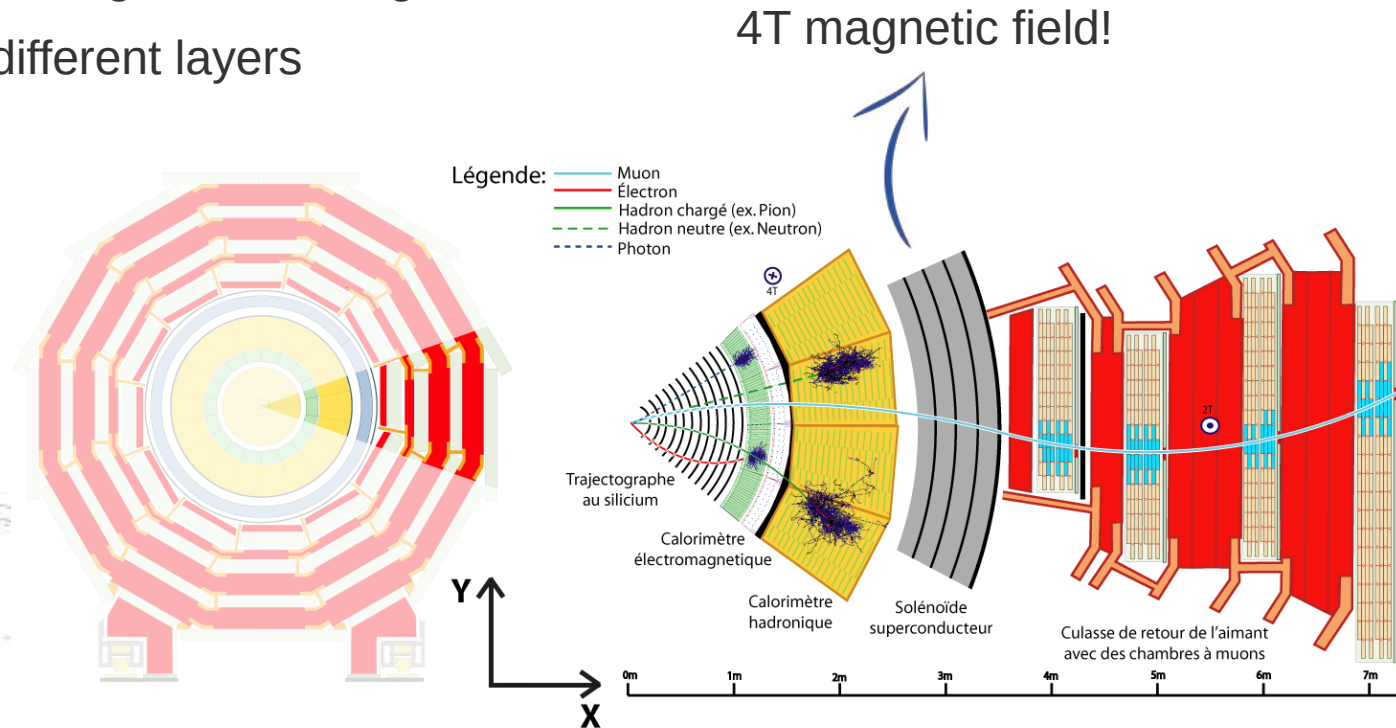 different layers
4T magnetic field!
Légende:
Muon
Électron
Hadron chargé (ex. Pion)
Hadron neutre (ex. Neutron)
Photon
4T
2T
Trajectographe
au silicium
Calorimètre
électromagnetique
Calorimètre
hadronique
Solénoïde
superconducteur
Culasse de retour de l'aimant
avec des chambres à muons
Y
X
0m 1m 2m 3m 4m 5m 6m 7m